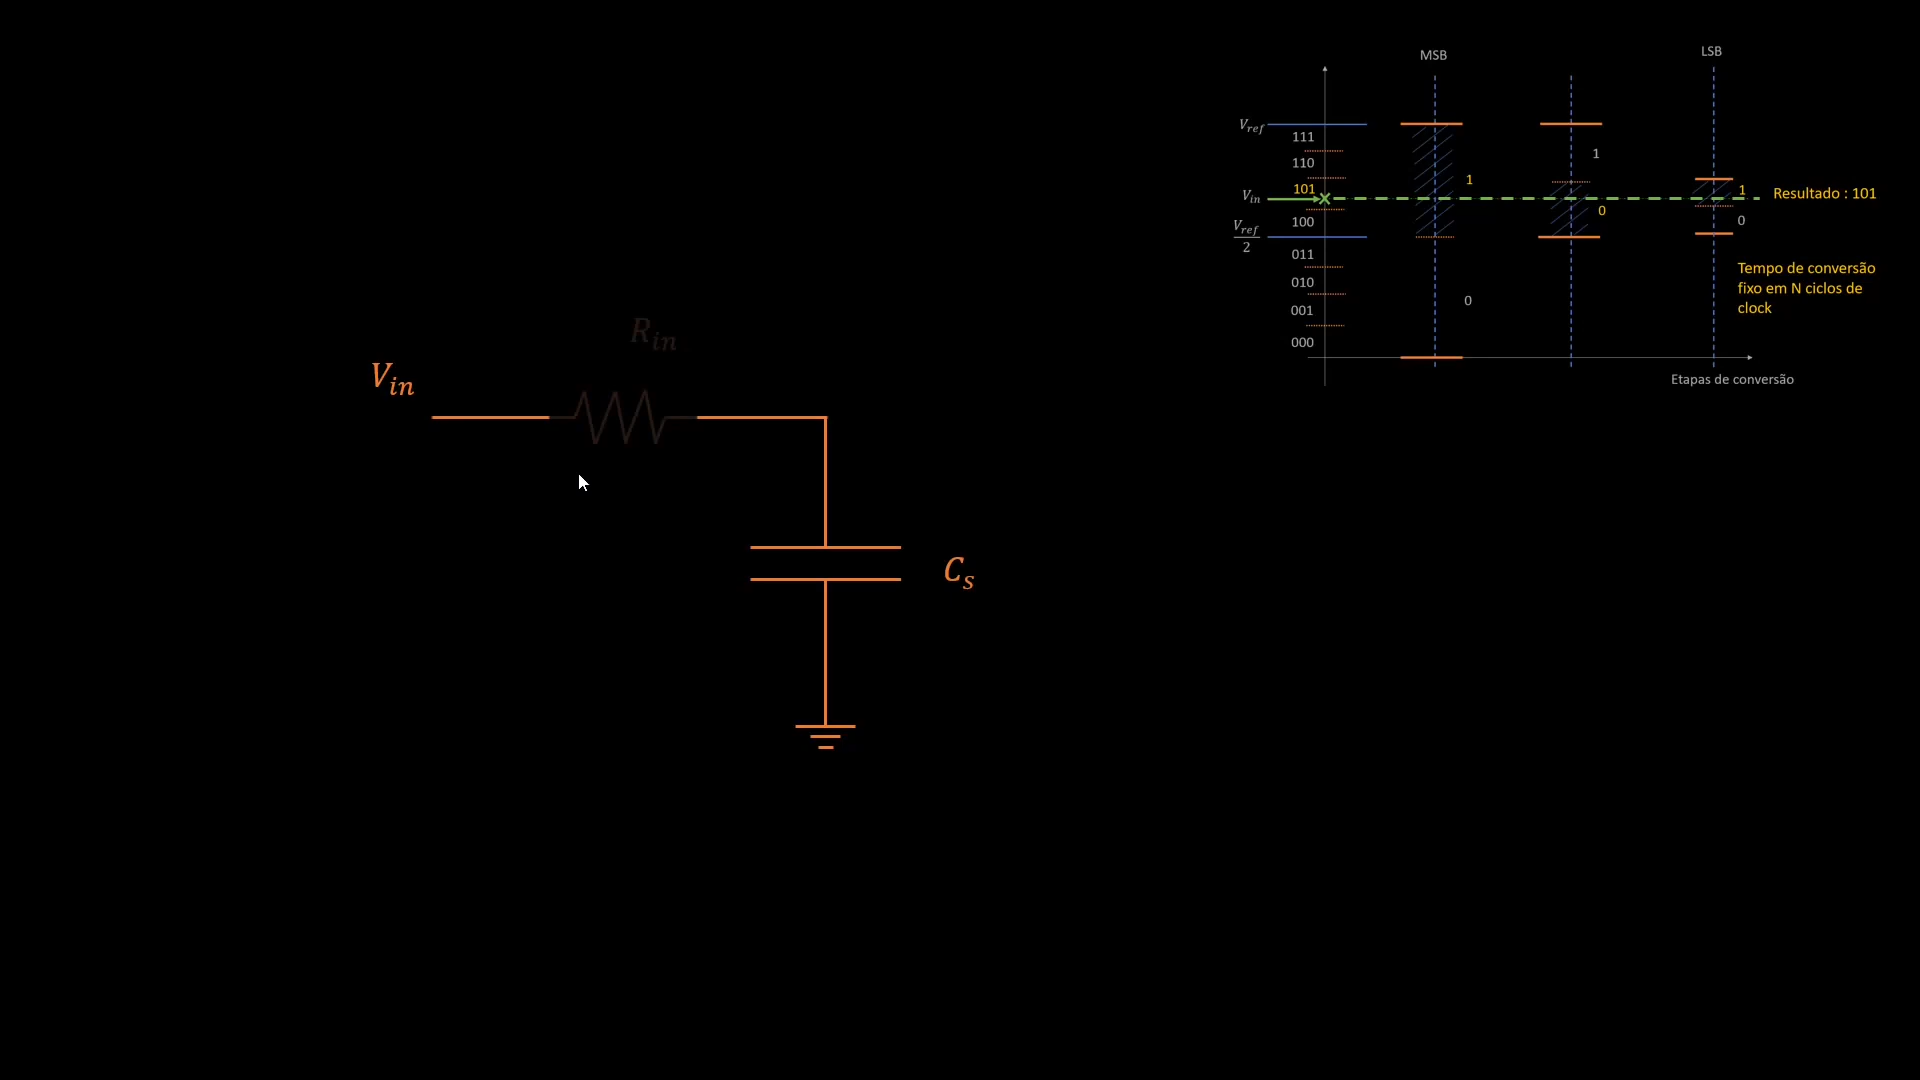 MSB
LSB
V_ref
111
110
1
101
1
1
V_in
Resultado : 101
0
100
0
V_ref
2
011
Tempo de conversão
fixo em N ciclos de
clock
010
0
001
000
Etapas de conversão
R_in
V_in
C_s